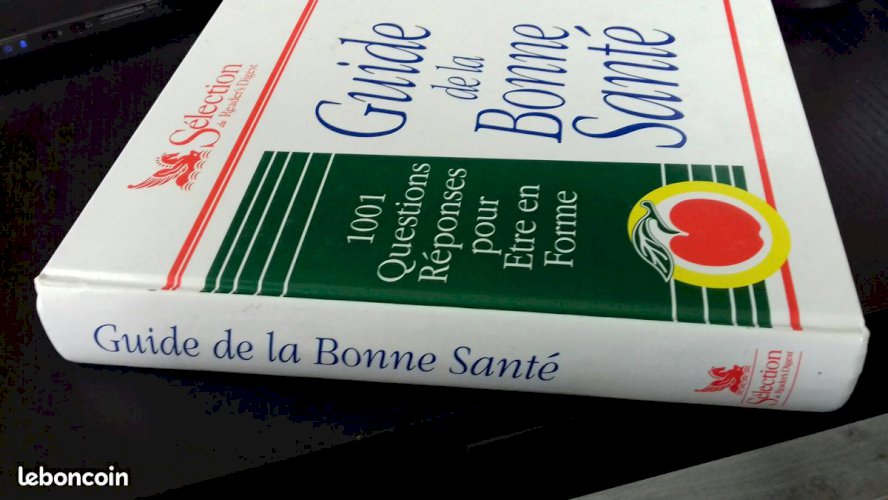 Sélection
du Reader's Digest
Guide
de la
Bonne
Santé
1001
Questions
Réponses
pour
Etre en
Forme
Guide de la Bonne Santé
Sélection
du Reader's Digest
leboncoin